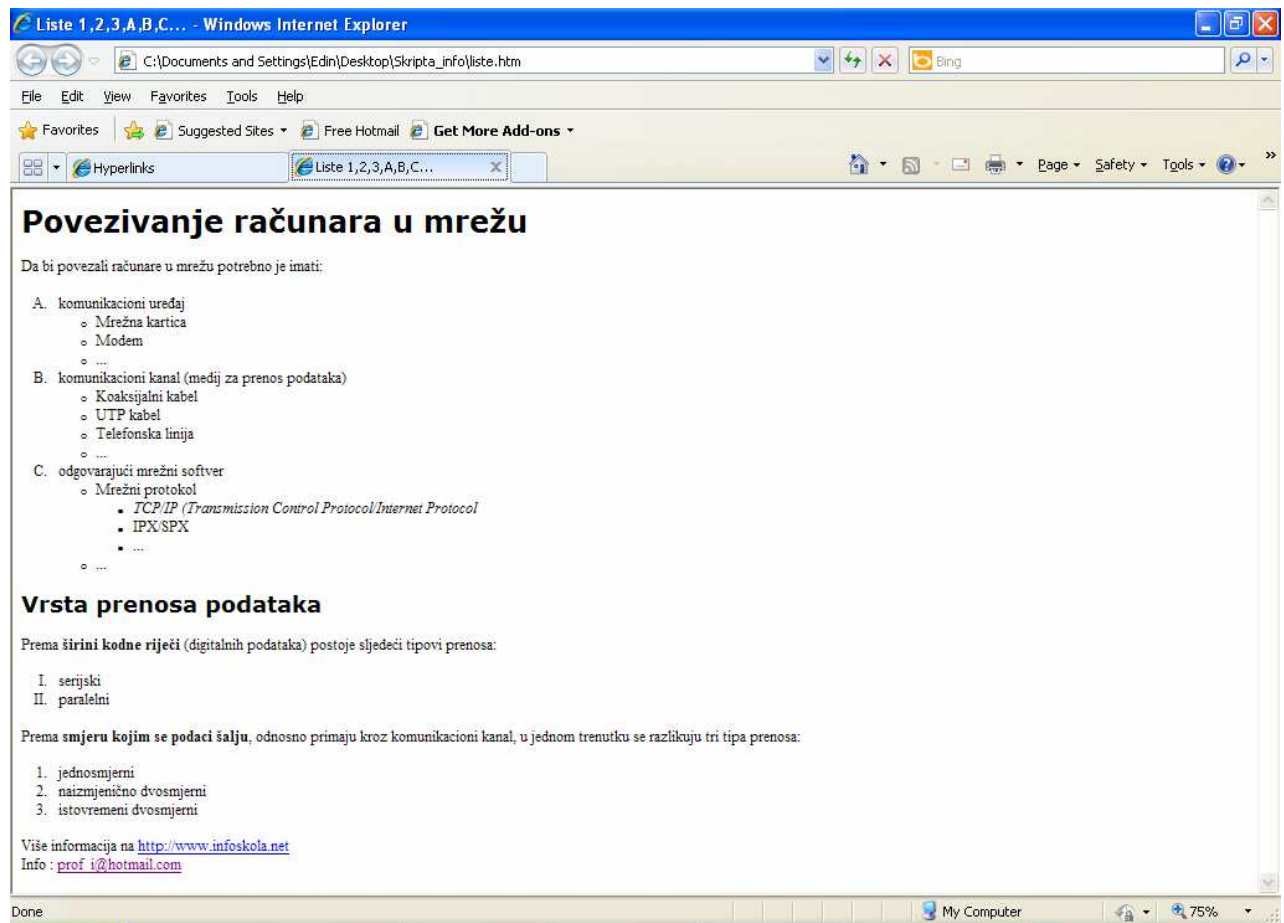 Liste 1,2,3,A,B,C... - Windows Internet Explorer
C:\Documents and Settings\Edin\Desktop\Skripta_info\liste.htm
Bing
File Edit View Favorites Tools Help
Favorites Suggested Sites Free Hotmail Get More Add-ons
Hyperlinks Liste 1,2,3,A,B,C... Page Safety Tools »
Povezivanje računara u mrežu
Da bi povezali računare u mrežu potrebno je imati:
A. komunikacioni uređaj
Mrežna kartica
Modem
...
B. komunikacioni kanal (medij za prenos podataka)
Koaksijalni kabel
UTP kabel
Telefonska linija
...
C. odgovarajući mrežni softver
Mrežni protokol
TCP/IP (Transmission Control Protocol/Internet Protocol
IPX/SPX
...
...
Vrsta prenosa podataka
Prema širini kodne riječi (digitalnih podataka) postoje sljedeći tipovi prenosa:
I. serijski
II. paralelni
Prema smjeru kojim se podaci šalju, odnosno primaju kroz komunikacioni kanal, u jednom trenutku se razlikuju tri tipa prenosa:
1. jednosmjerni
2. naizmjenično dvosmjerni
3. istovremeni dvosmjerni
Više informacija na http://www.infoskola.net
Info : prof_i@hotmail.com
Done My Computer 75%